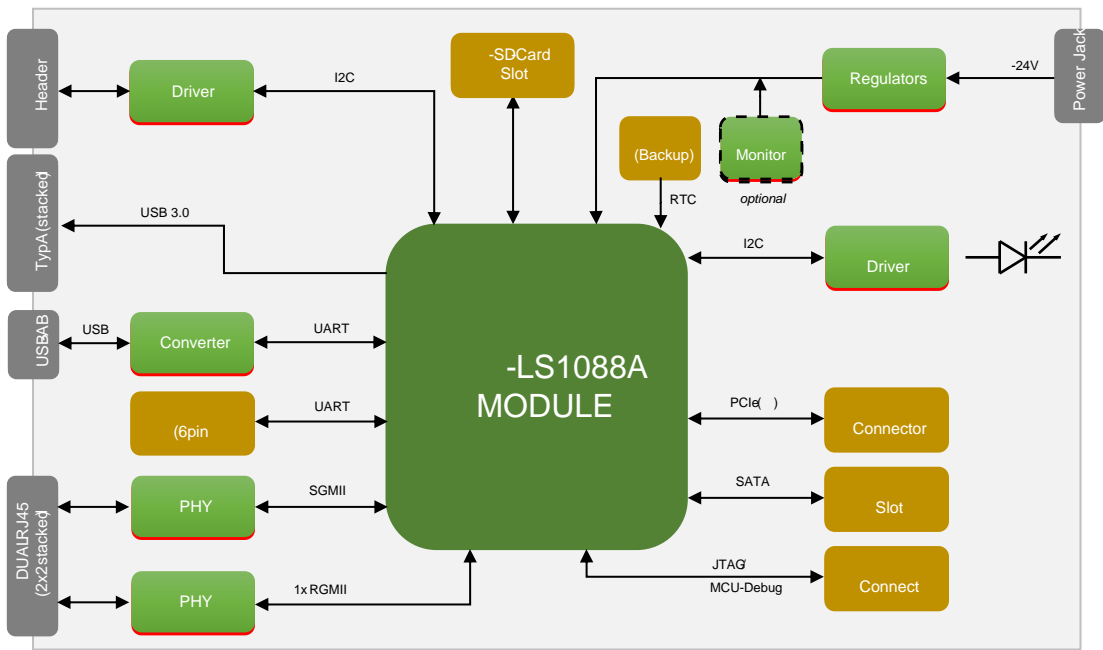 -SD-Card
Slot
Header
Driver
I2C
Regulators
-24V
Power Jack
(Backup)
Monitor
RTC
optional
TypA (stacked)
USB 3.0
I2C
Driver
USBAB
USB
Converter
UART
-LS1088A
MODULE
UART
(6pin
PCIe( )
Connector
DUALRJ45
(2x2stacked)
PHY
SGMII
SATA
Slot
PHY
1x RGMII
JTAG/
MCU-Debug
Connect